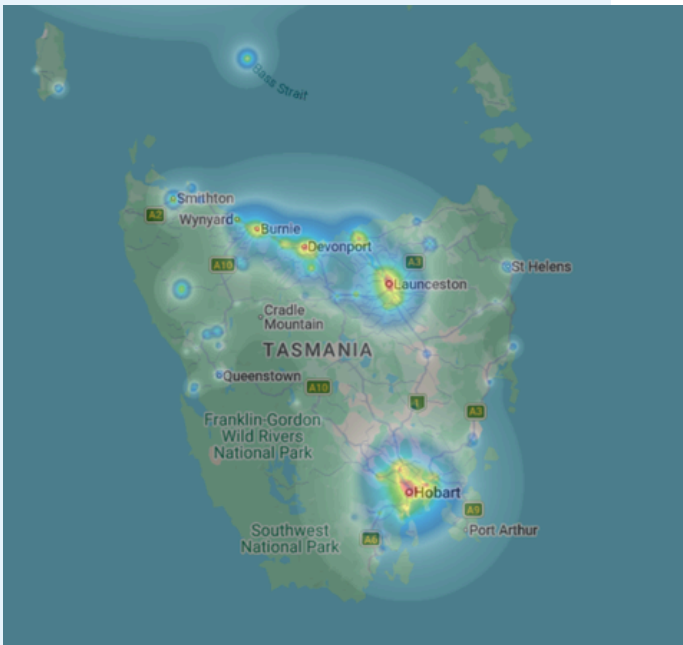 Bass Strait
Smithton
A2
Wynyard
Burnie
Devonport
A10
A3
St Helens
Launceston
Cradle
Mountain
TASMANIA
Queenstown
A10
1
A3
Franklin-Gordon
Wild Rivers
National Park
Hobart
A9
Port Arthur
Southwest
National Park
A6